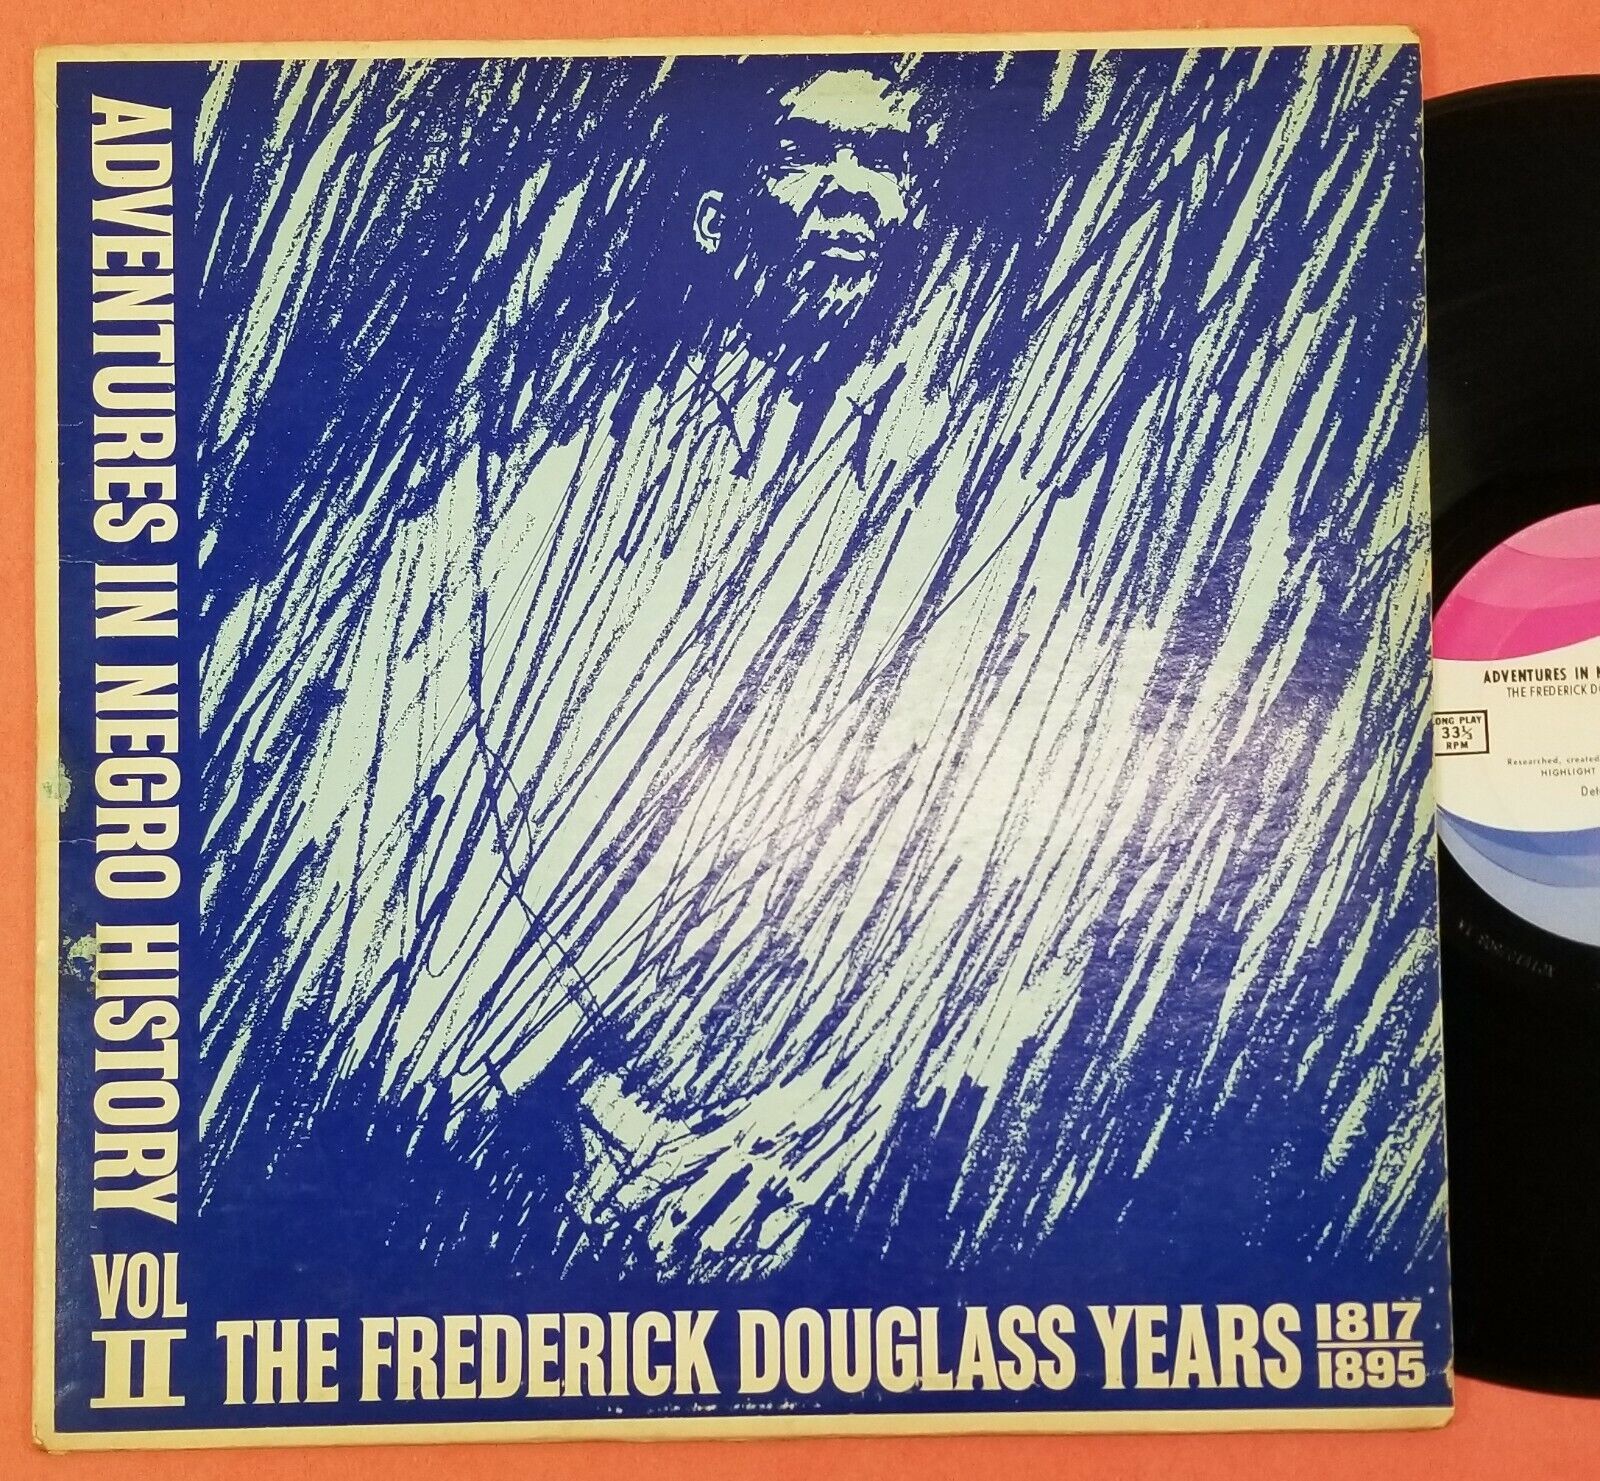 ADVENTURES IN NEGRO HISTORY VOL II
THE FREDERICK DOUGLASS YEARS 1817 1895
ADVENTURES IN
THE FREDERICK
LONG PLAY
33⅓
RPM
Researched, created
HIGHLIGHT